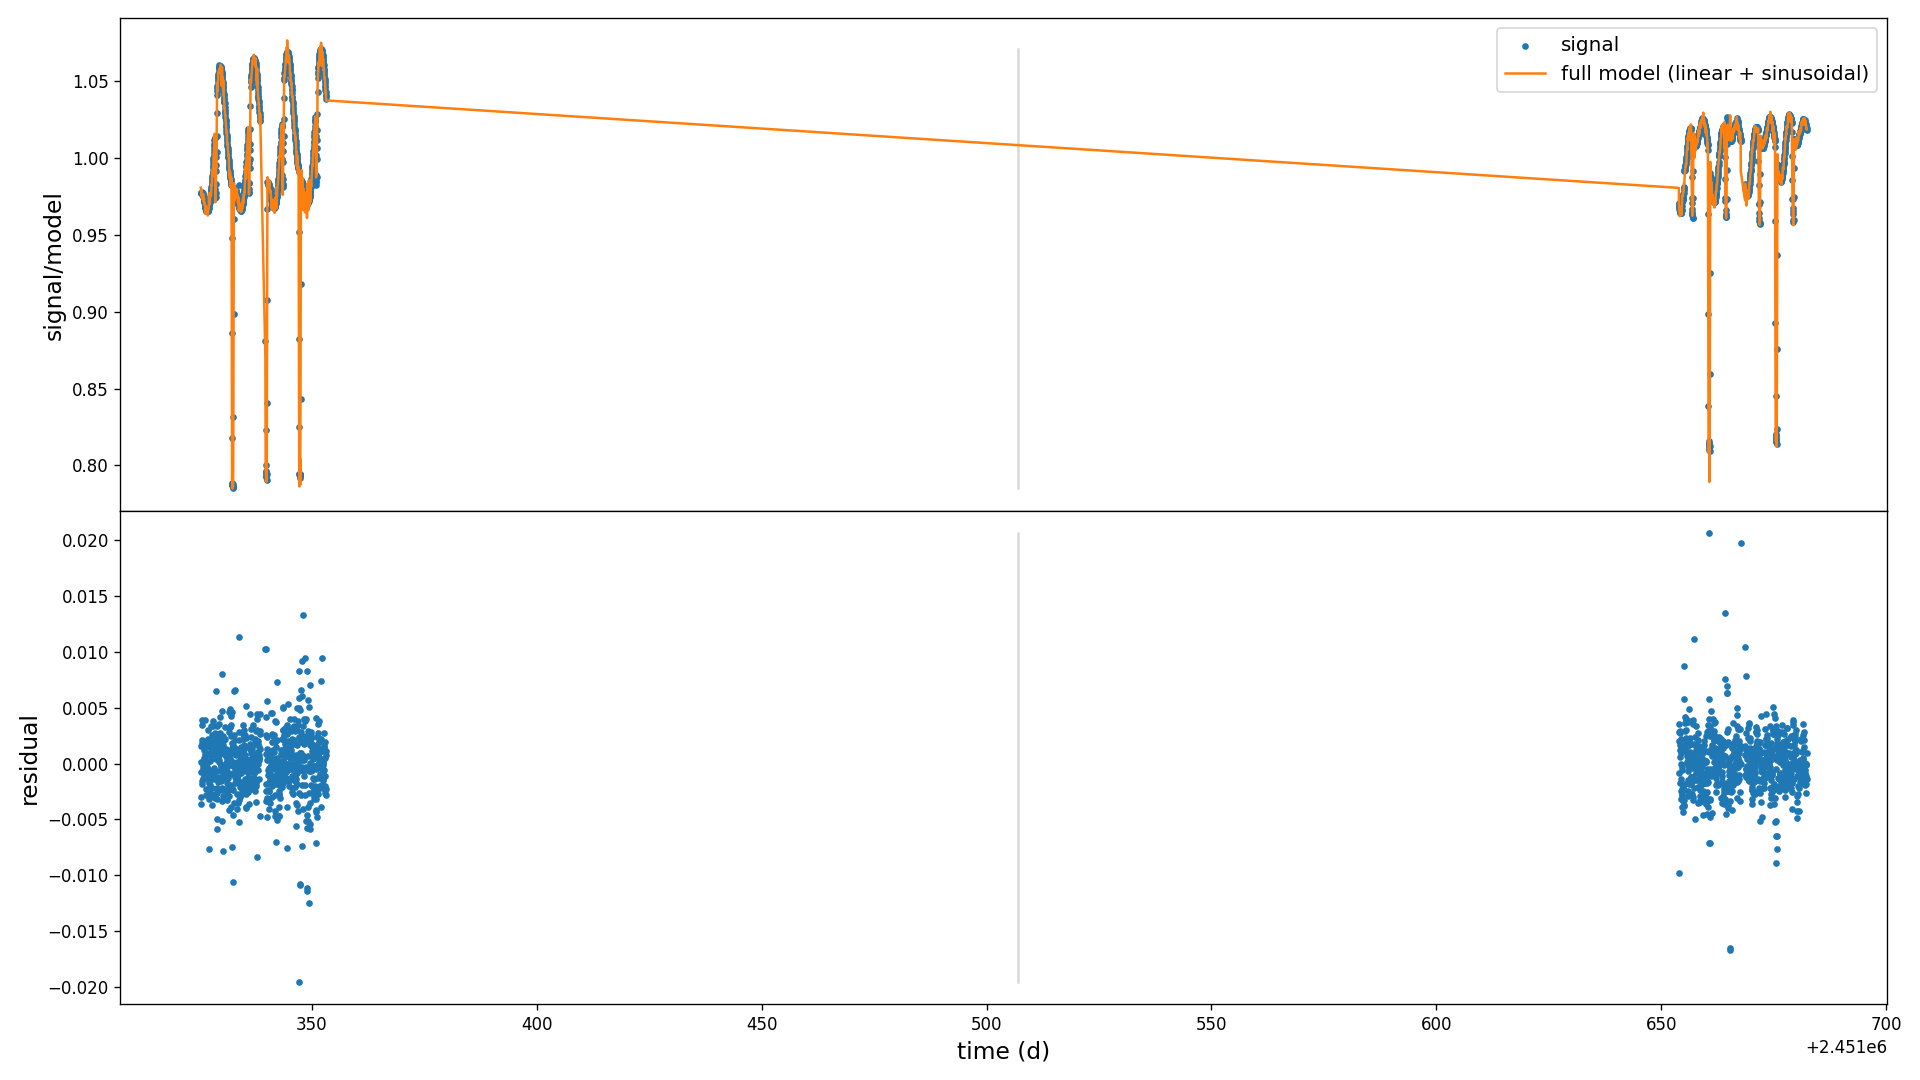 signal
full model (linear + sinusoidal)
signal/model
1.05
1.00
0.95
0.90
0.85
0.80
residual
0.020
0.015
0.010
0.005
0.000
−0.005
−0.010
−0.015
−0.020
350 400 450 500 550 600 650 700
time (d)
+2.451e6